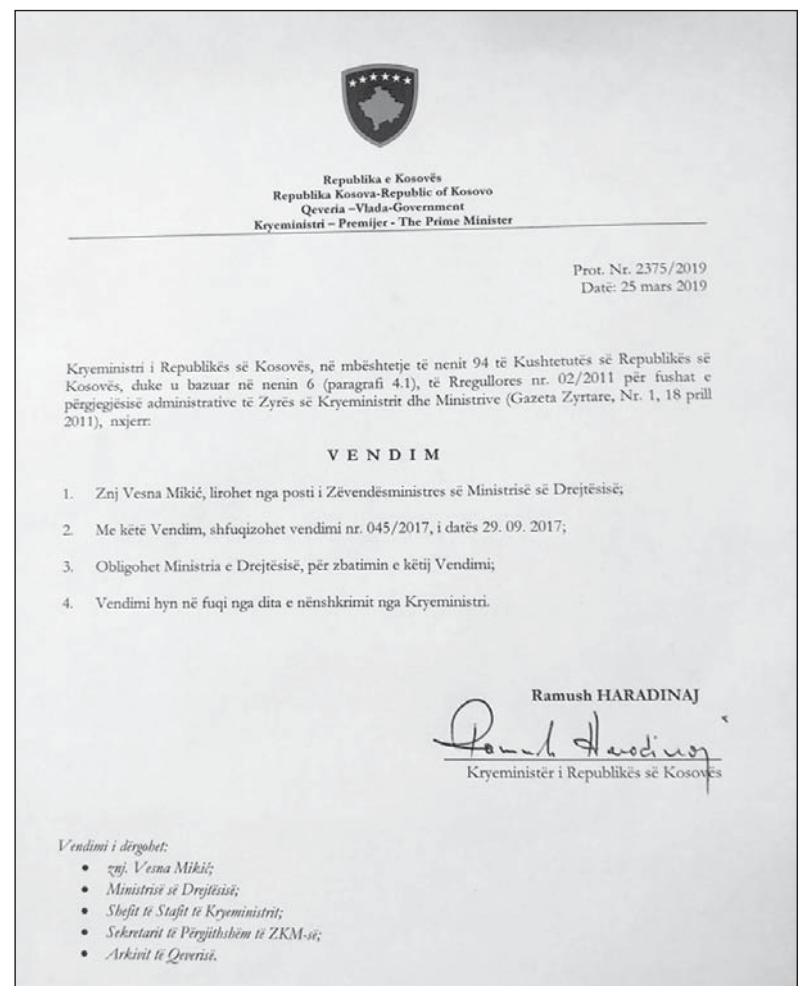 Republika e Kosovës
Republika Kosova-Republic of Kosovo
Qeveria –Vlada-Government
Kryeministri – Premijer - The Prime Minister
Prot. Nr. 2375/2019
Datë: 25 mars 2019
Kryeministri i Republikës së Kosovës, në mbështetje të nenit 94 të Kushtetutës së Republikës së
Kosovës, duke u bazuar në nenin 6 (paragrafi 4.1), të Rregullores nr. 02/2011 për fushat e
përgjegjësisë administrative të Zyrës së Kryeministrit dhe Ministrive (Gazeta Zyrtare, Nr. 1, 18 prill
2011), nxjerr:
V E N D I M
1. Znj Vesna Mikić, lirohet nga posti i Zëvendësministres së Ministrisë së Drejtësisë;
2. Me këtë Vendim, shfuqizohet vendimi nr. 045/2017, i datës 29. 09. 2017;
3. Obligohet Ministria e Drejtësisë, për zbatimin e këtij Vendimi;
4. Vendimi hyn në fuqi nga dita e nënshkrimit nga Kryeministri.
Ramush HARADINAJ
Ramush Haradinaj
Kryeministër i Republikës së Kosovës
Vendimi i dërgohet:
• znj. Vesna Mikić;
• Ministrisë së Drejtësisë;
• Shefit të Stafit të Kryeministrit;
• Sekretarit të Përgjithshëm të ZKM-së;
• Arkivit të Qeverisë.